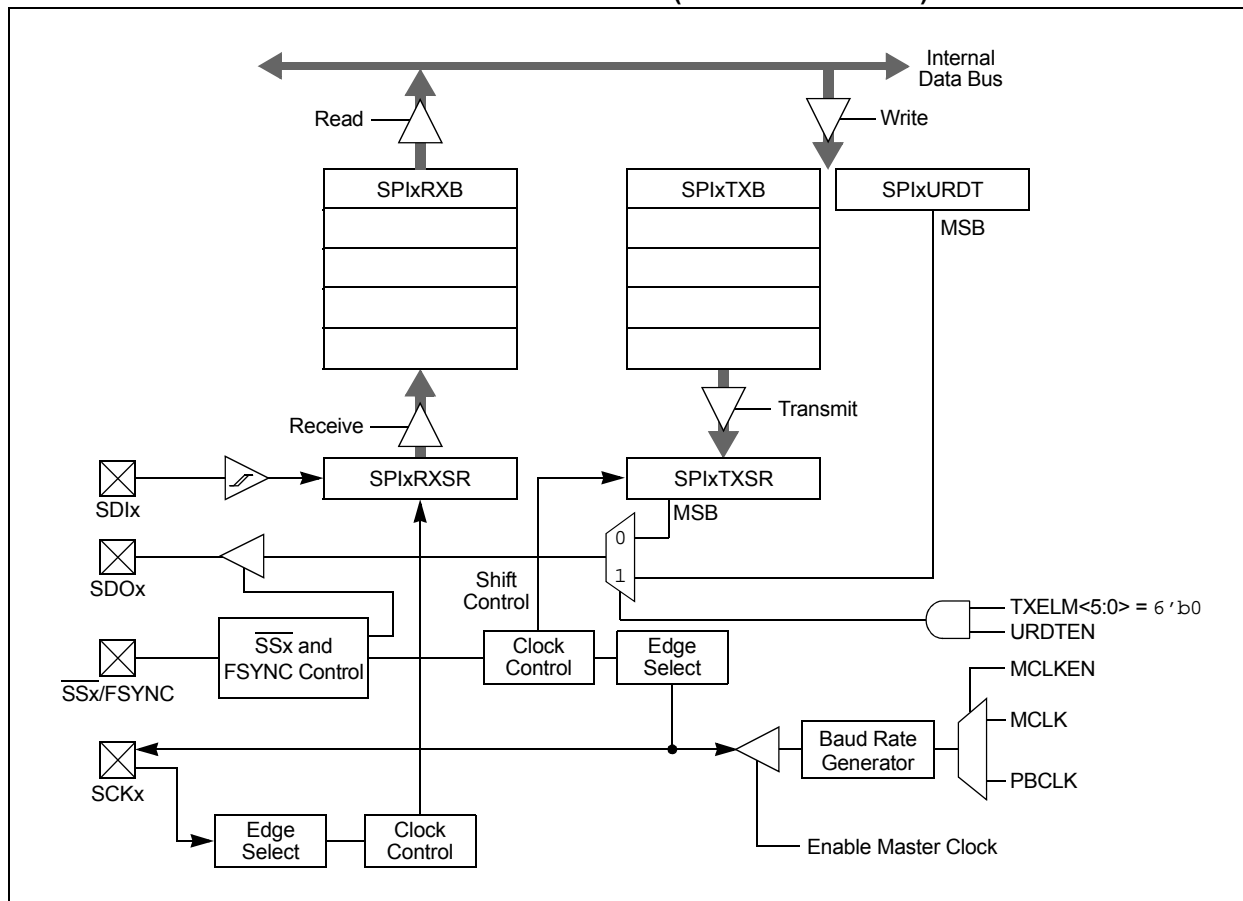 Internal
Data Bus
Read
Write
SPIxRXB
SPIxTXB
SPIxURDT
MSB
Transmit
Receive
SPIxRXSR
SPIxTXSR
SDIx
MSB
0
SDOx
1
Shift
Control
TXELM<5:0> = 6'b0
URDTEN
SSx and
FSYNC Control
Clock
Control
Edge
Select
MCLKEN
SSx/FSYNC
MCLK
Baud Rate
Generator
PBCLK
SCKx
Edge
Select
Clock
Control
Enable Master Clock